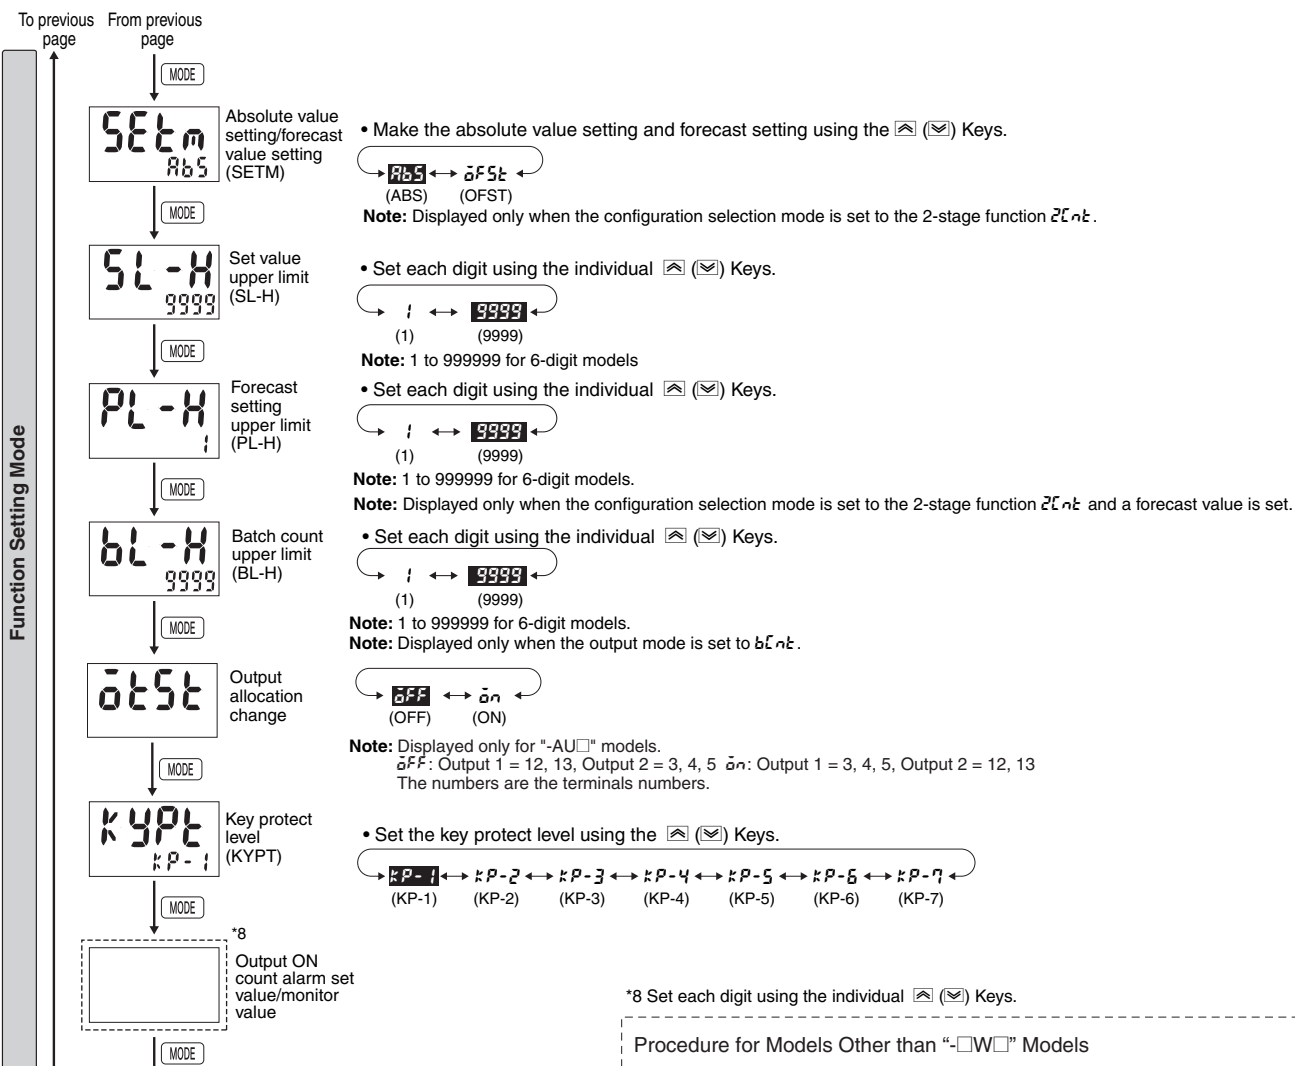 To previous page
From previous page
Function Setting Mode
MODE
SEtm
AbS
Absolute value
setting/forecast
value setting
(SETM)
• Make the absolute value setting and forecast setting using the (  ) Keys.
AbS oFSt
(ABS) (OFST)
Note: Displayed only when the configuration selection mode is set to the 2-stage function 2Cnt.
MODE
SL-H
9999
Set value
upper limit
(SL-H)
• Set each digit using the individual (  ) Keys.
1 9999
(1) (9999)
Note: 1 to 999999 for 6-digit models
MODE
PL-H
1
Forecast
setting
upper limit
(PL-H)
• Set each digit using the individual (  ) Keys.
1 9999
(1) (9999)
Note: 1 to 999999 for 6-digit models.
Note: Displayed only when the configuration selection mode is set to the 2-stage function 2Cnt and a forecast value is set.
MODE
bL-H
9999
Batch count
upper limit
(BL-H)
• Set each digit using the individual (  ) Keys.
1 9999
(1) (9999)
Note: 1 to 999999 for 6-digit models.
Note: Displayed only when the output mode is set to bCnt.
MODE
otSt
Output
allocation
change
oFF on
(OFF) (ON)
Note: Displayed only for "-AU□" models.
oFF: Output 1 = 12, 13, Output 2 = 3, 4, 5 on: Output 1 = 3, 4, 5, Output 2 = 12, 13
The numbers are the terminals numbers.
MODE
KYPt
KP-1
Key protect
level
(KYPT)
• Set the key protect level using the (  ) Keys.
KP-1 KP-2 KP-3 KP-4 KP-5 KP-6 KP-7
(KP-1) (KP-2) (KP-3) (KP-4) (KP-5) (KP-6) (KP-7)
MODE
*8
Output ON
count alarm set
value/monitor
value
*8 Set each digit using the individual (  ) Keys.
MODE
Procedure for Models Other than “-□W□” Models